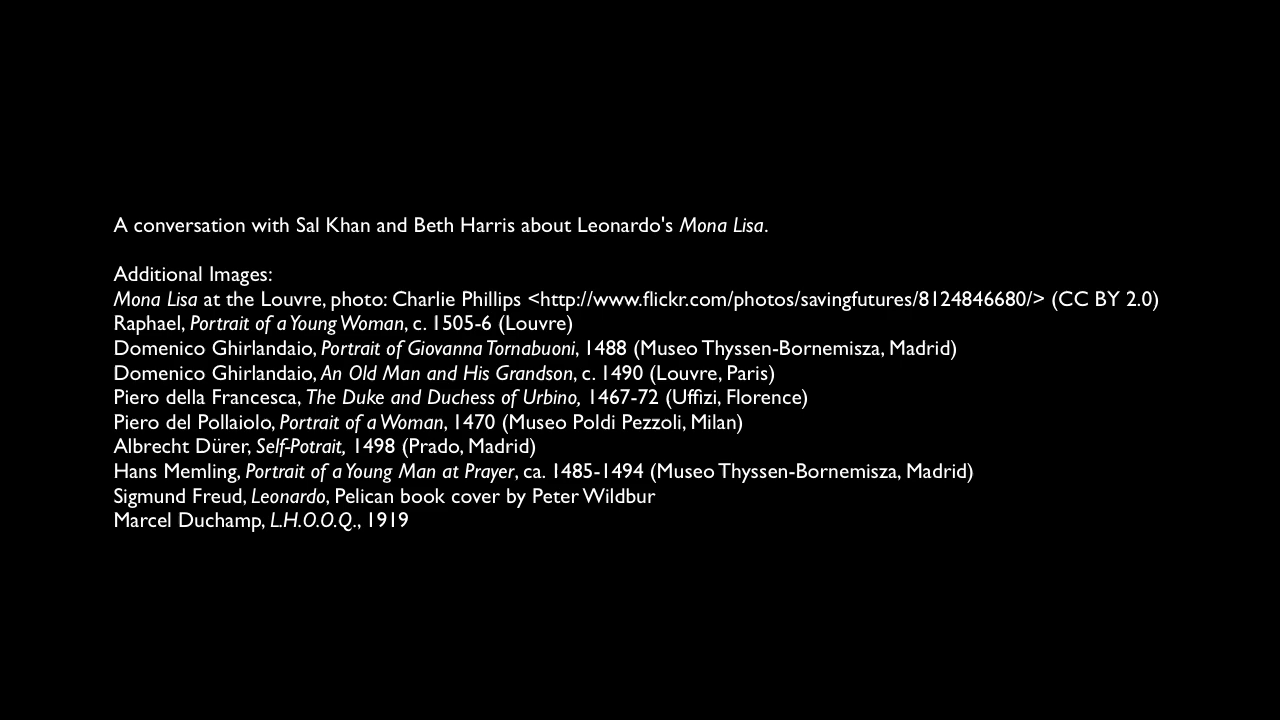 A conversation with Sal Khan and Beth Harris about Leonardo's Mona Lisa.
Additional Images:
Mona Lisa at the Louvre, photo: Charlie Phillips <http://www.flickr.com/photos/savingfutures/8124846680/> (CC BY 2.0)
Raphael, Portrait of a Young Woman, c. 1505-6 (Louvre)
Domenico Ghirlandaio, Portrait of Giovanna Tornabuoni, 1488 (Museo Thyssen-Bornemisza, Madrid)
Domenico Ghirlandaio, An Old Man and His Grandson, c. 1490 (Louvre, Paris)
Piero della Francesca, The Duke and Duchess of Urbino, 1467-72 (Uffizi, Florence)
Piero del Pollaiolo, Portrait of a Woman, 1470 (Museo Poldi Pezzoli, Milan)
Albrecht Dürer, Self-Potrait, 1498 (Prado, Madrid)
Hans Memling, Portrait of a Young Man at Prayer, ca. 1485-1494 (Museo Thyssen-Bornemisza, Madrid)
Sigmund Freud, Leonardo, Pelican book cover by Peter Wildbur
Marcel Duchamp, L.H.O.O.Q., 1919